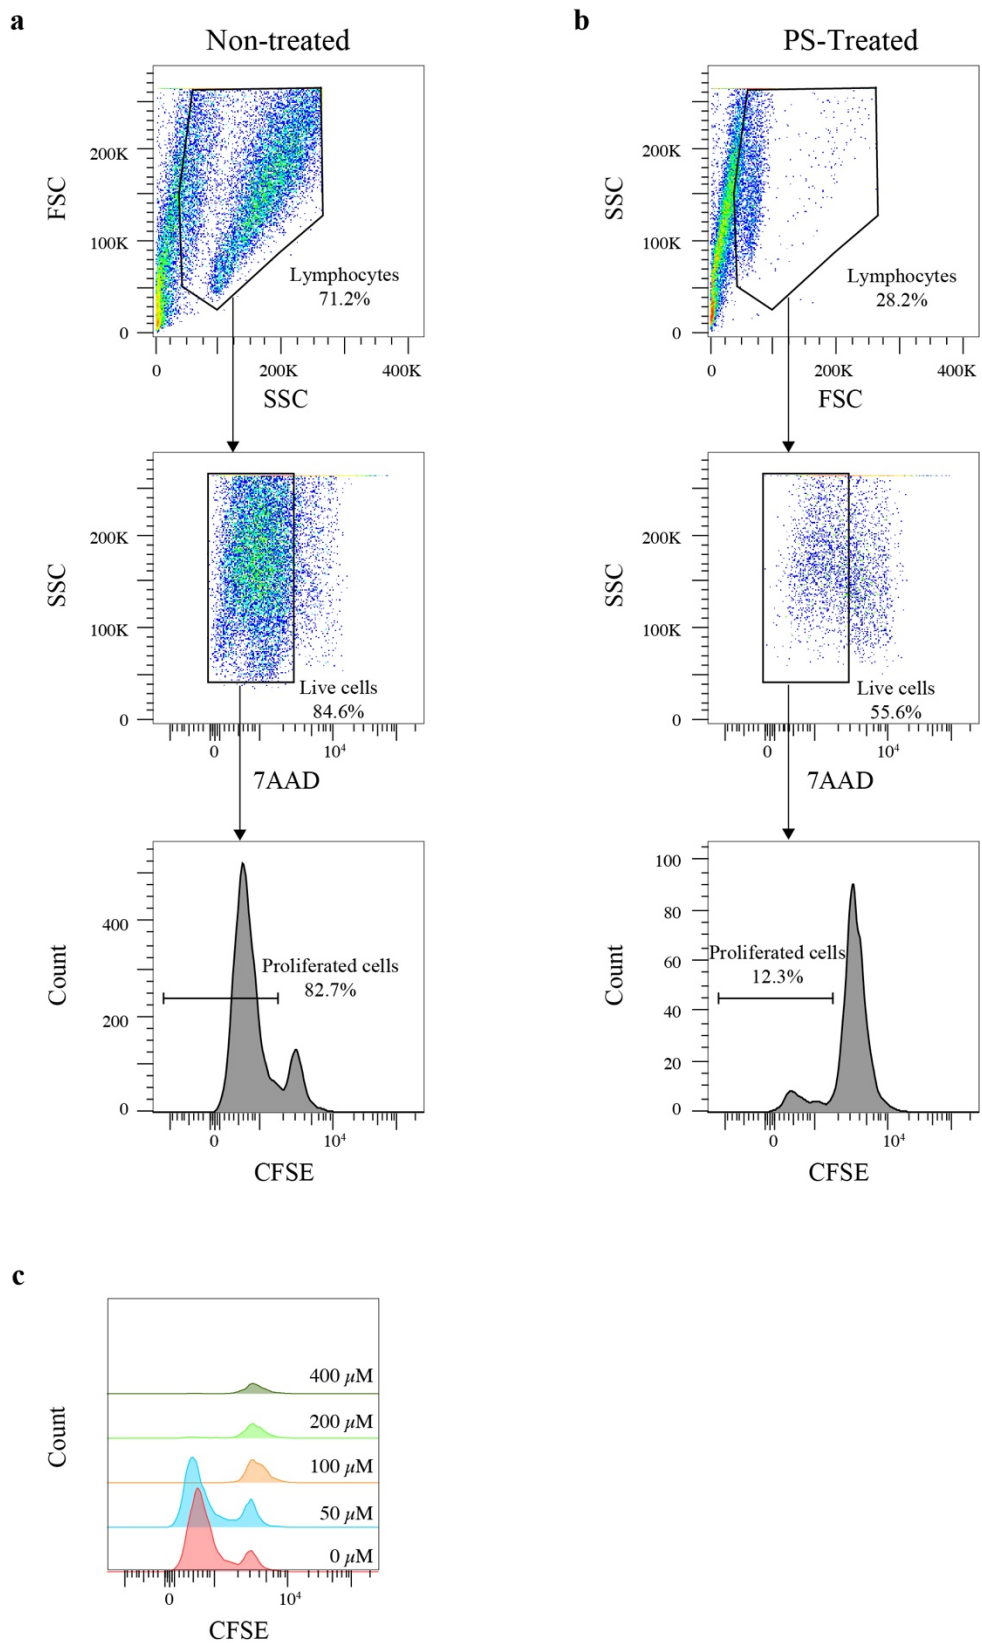 a
Non-treated
FSC
200K
100K
0
Lymphocytes
71.2%
0
200K
400K
SSC
SSC
200K
100K
0
Live cells
84.6%
0
10⁴
7AAD
Count
400
200
0
Proliferated cells
82.7%
0
10⁴
CFSE
b
PS-Treated
SSC
200K
100K
0
Lymphocytes
28.2%
0
200K
400K
FSC
SSC
200K
100K
0
Live cells
55.6%
0
10⁴
7AAD
Count
100
80
60
40
20
0
Proliferated cells
12.3%
0
10⁴
CFSE
c
Count
400 µM
200 µM
100 µM
50 µM
0 µM
0
10⁴
CFSE